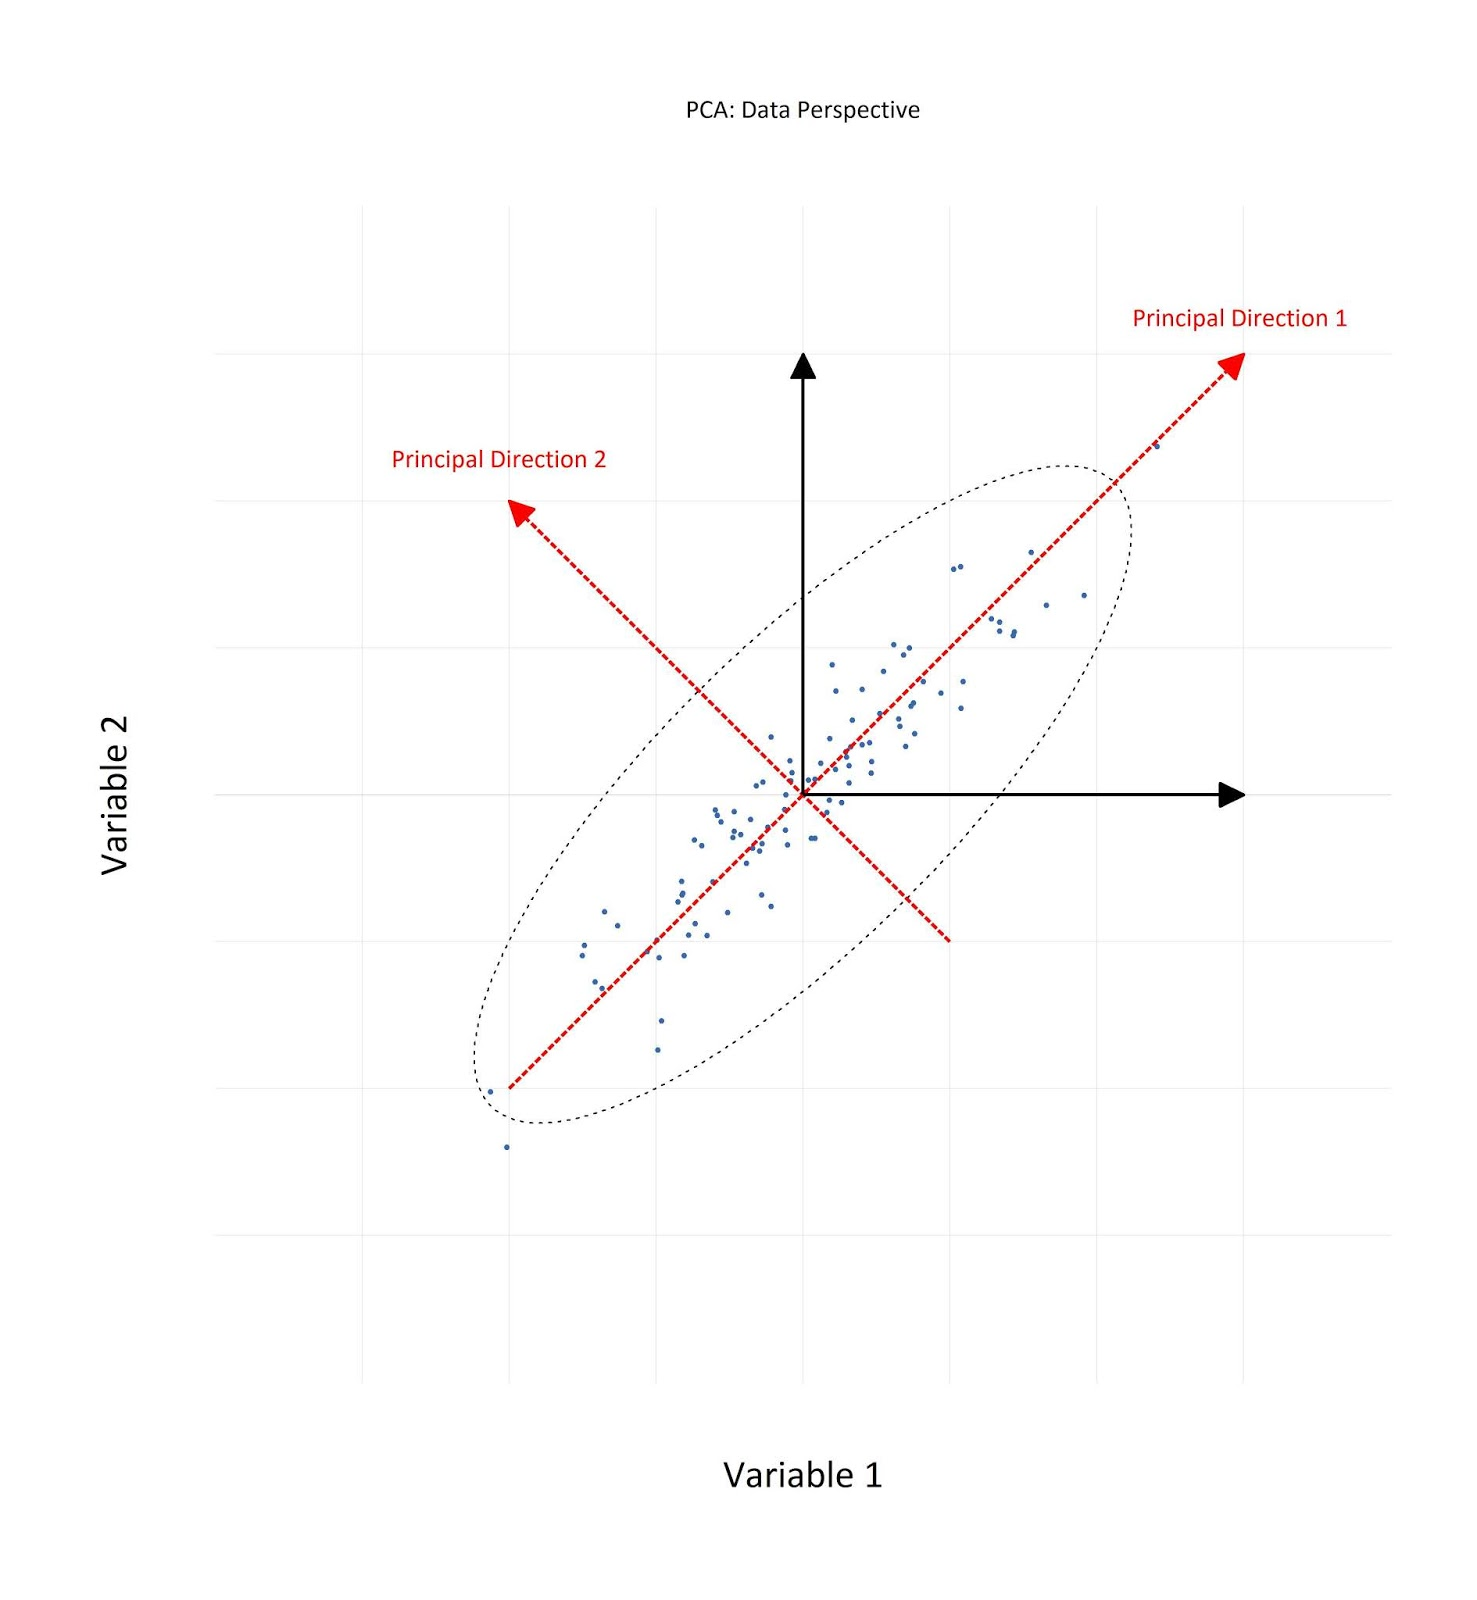 PCA: Data Perspective
Principal Direction 1
Principal Direction 2
Variable 2
Variable 1